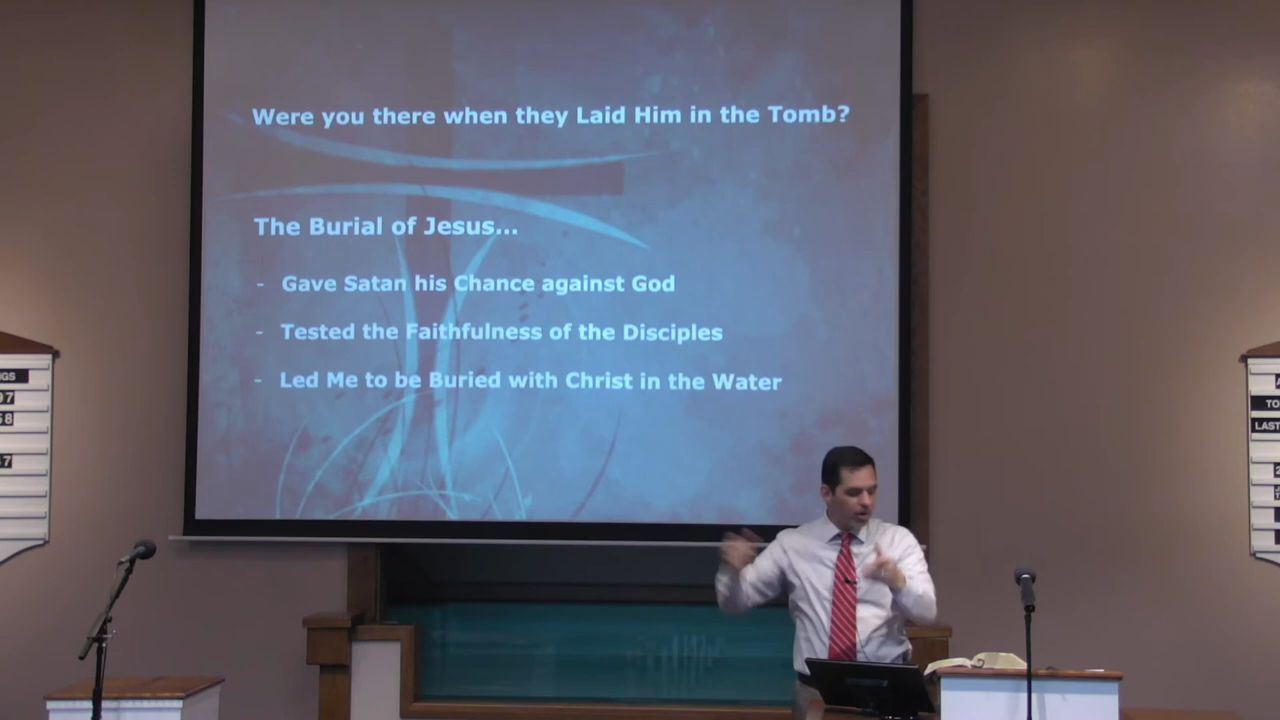 Were you there when they Laid Him in the Tomb?
The Burial of Jesus...
- Gave Satan his Chance against God
- Tested the Faithfulness of the Disciples
- Led Me to be Buried with Christ in the Water
LAST